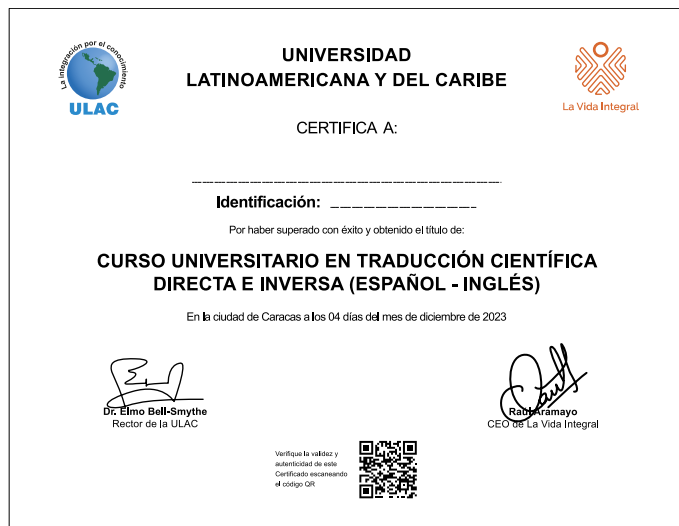 La integración por el conocimiento
ULAC
UNIVERSIDAD
LATINOAMERICANA Y DEL CARIBE
La Vida Integral
CERTIFICA A:
Identificación:
Por haber superado con éxito y obtenido el título de:
CURSO UNIVERSITARIO EN TRADUCCIÓN CIENTÍFICA
DIRECTA E INVERSA (ESPAÑOL - INGLÉS)
En la ciudad de Caracas a los 04 días del mes de diciembre de 2023
Dr. Elmo Bell-Smythe
Rector de la ULAC
Raúl Aramayo
CEO de La Vida Integral
Verifique la validez y
autenticidad de este
Certificado escaneando
el código QR